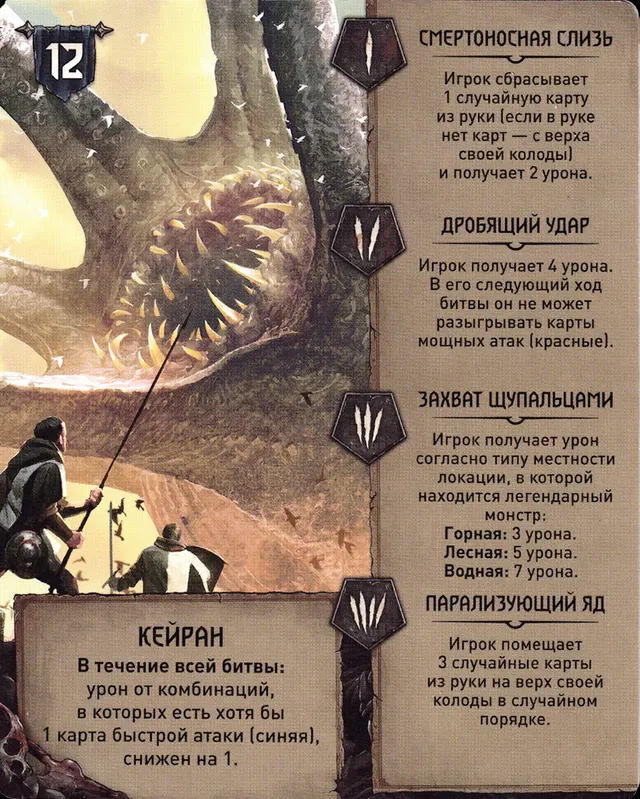 12
СМЕРТОНОСНАЯ СЛИЗЬ
Игрок сбрасывает
1 случайную карту
из руки (если в руке
нет карт — с верха
своей колоды)
и получает 2 урона.
ДРОБЯЩИЙ УДАР
Игрок получает 4 урона.
В его следующий ход
битвы он не может
разыгрывать карты
мощных атак (красные).
ЗАХВАТ ЩУПАЛЬЦАМИ
Игрок получает урон
согласно типу местности
локации, в которой
находится легендарный
монстр:
Горная: 3 урона.
Лесная: 5 урона.
Водная: 7 урона.
ПАРАЛИЗУЮЩИЙ ЯД
Игрок помещает
3 случайные карты
из руки на верх своей
колоды в случайном
порядке.
КЕЙРАН
В течение всей битвы:
урон от комбинаций,
в которых есть хотя бы
1 карта быстрой атаки (синяя),
снижен на 1.